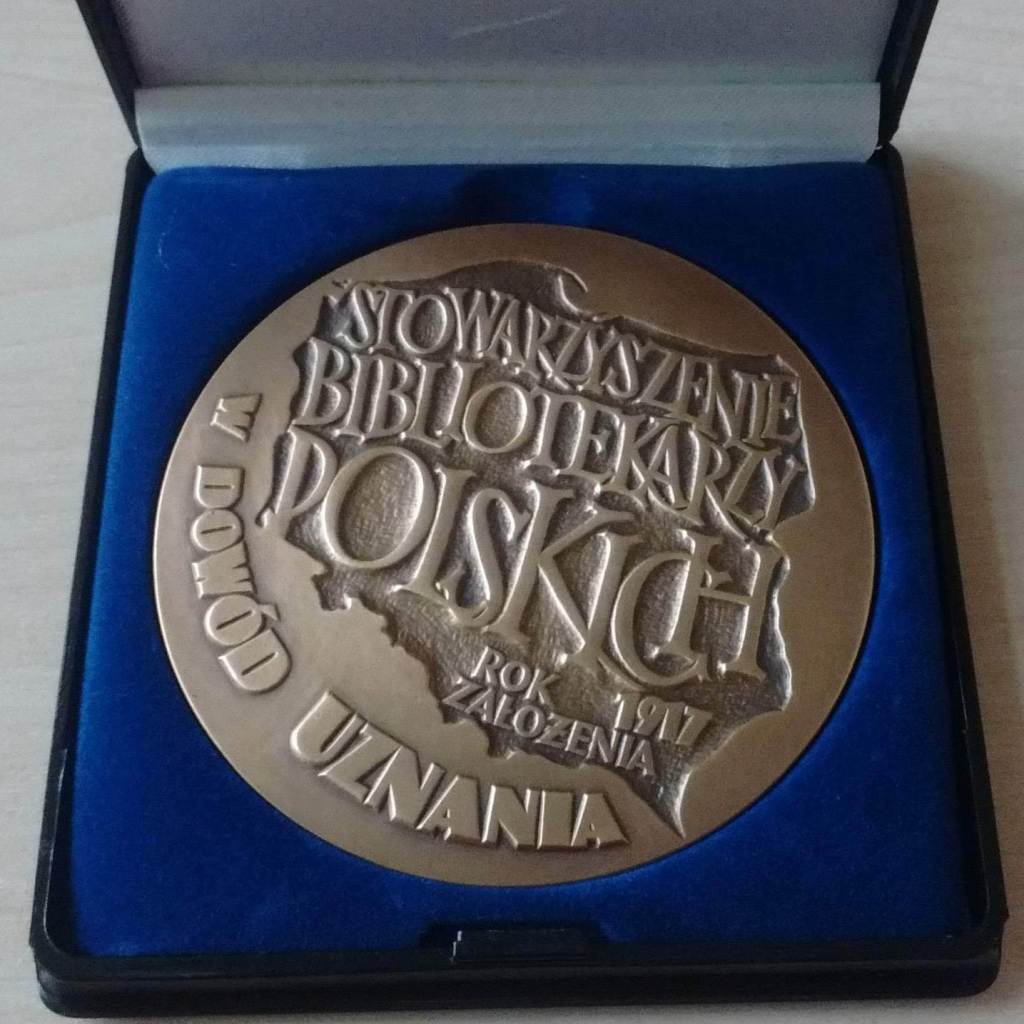 STOWARZYSZENIE
BIBLIOTEKARZY
POLSKICH
ROK
ZAŁOŻENIA 1917
W DOWÓD UZNANIA